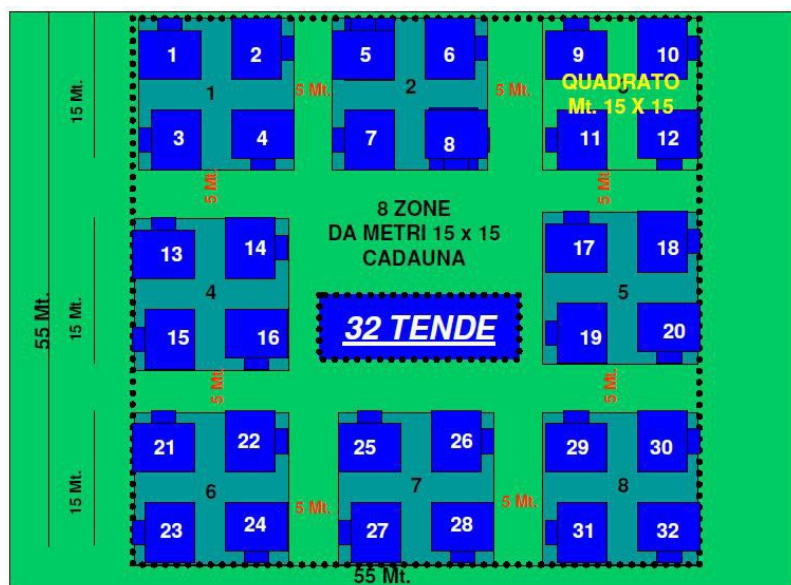 1 2 5 6 9 10
15 Mt.
1
5 Mt.
2
5 Mt.
QUADRATO
Mt. 15 X 15
3 4 7 8 11 12
5 Mt.
5 Mt.
8 ZONE
DA METRI 15 x 15
CADAUNA
13 14 17 18
55 Mt.
15 Mt.
4
5
32 TENDE
15 16 19 20
5 Mt.
5 Mt.
21 22 25 26 29 30
15 Mt.
6
5 Mt.
7
5 Mt.
8
23 24 27 28 31 32
55 Mt.